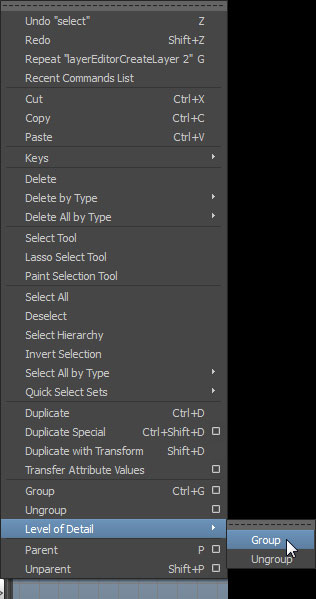 Undo "select" Z
Redo Shift+Z
Repeat "layerEditorCreateLayer 2" G
Recent Commands List
Cut Ctrl+X
Copy Ctrl+C
Paste Ctrl+V
Keys
Delete
Delete by Type
Delete All by Type
Select Tool
Lasso Select Tool
Paint Selection Tool
Select All
Deselect
Select Hierarchy
Invert Selection
Select All by Type
Quick Select Sets
Duplicate Ctrl+D
Duplicate Special Ctrl+Shift+D
Duplicate with Transform Shift+D
Transfer Attribute Values
Group Ctrl+G
Ungroup
Level of Detail
Group
Ungroup
Parent P
Unparent Shift+P